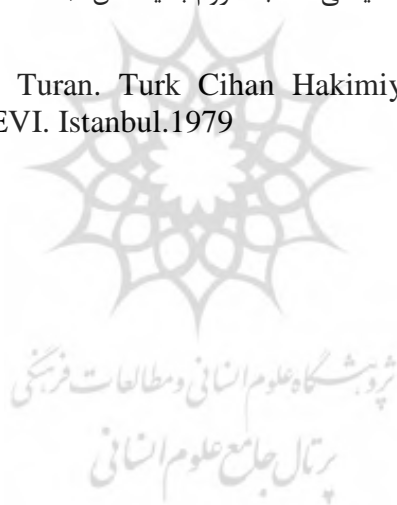 Turan. Turk Cihan Hakimiy
EVI. Istanbul.1979
پژوهشگاه علوم انسانی و مطالعات فرهنگی
پرتال جامع علوم انسانی